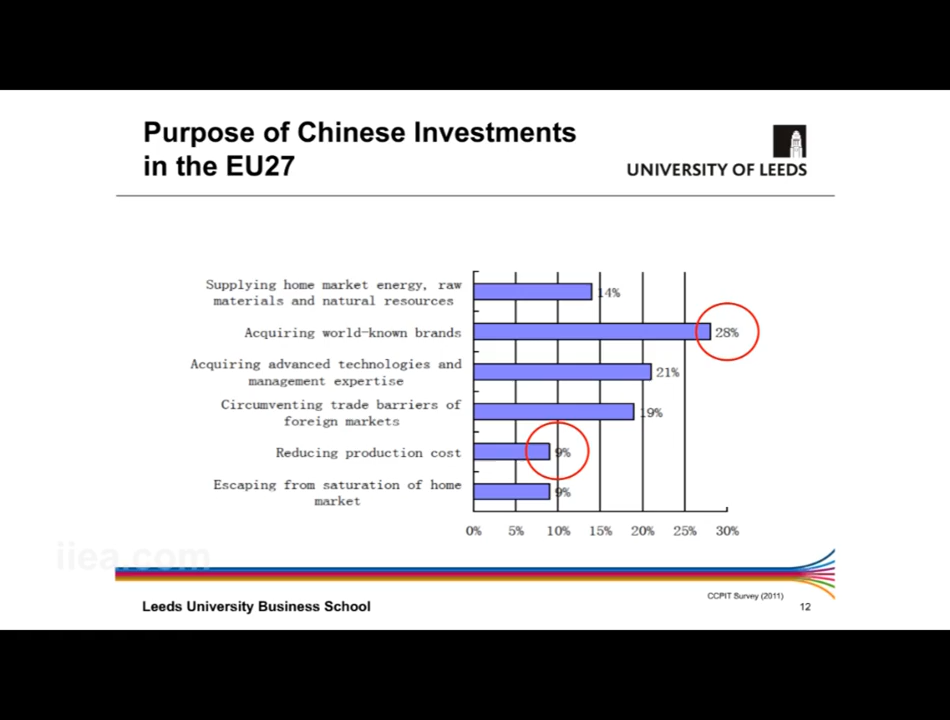 Purpose of Chinese Investments
in the EU27
UNIVERSITY OF LEEDS
Supplying home market energy, raw
materials and natural resources
14%
Acquiring world-known brands
28%
Acquiring advanced technologies and
management expertise
21%
Circumventing trade barriers of
foreign markets
19%
Reducing production cost
9%
Escaping from saturation of home
market
9%
0% 5% 10% 15% 20% 25% 30%
iiea.com
Leeds University Business School
CCPIT Survey (2011)
12